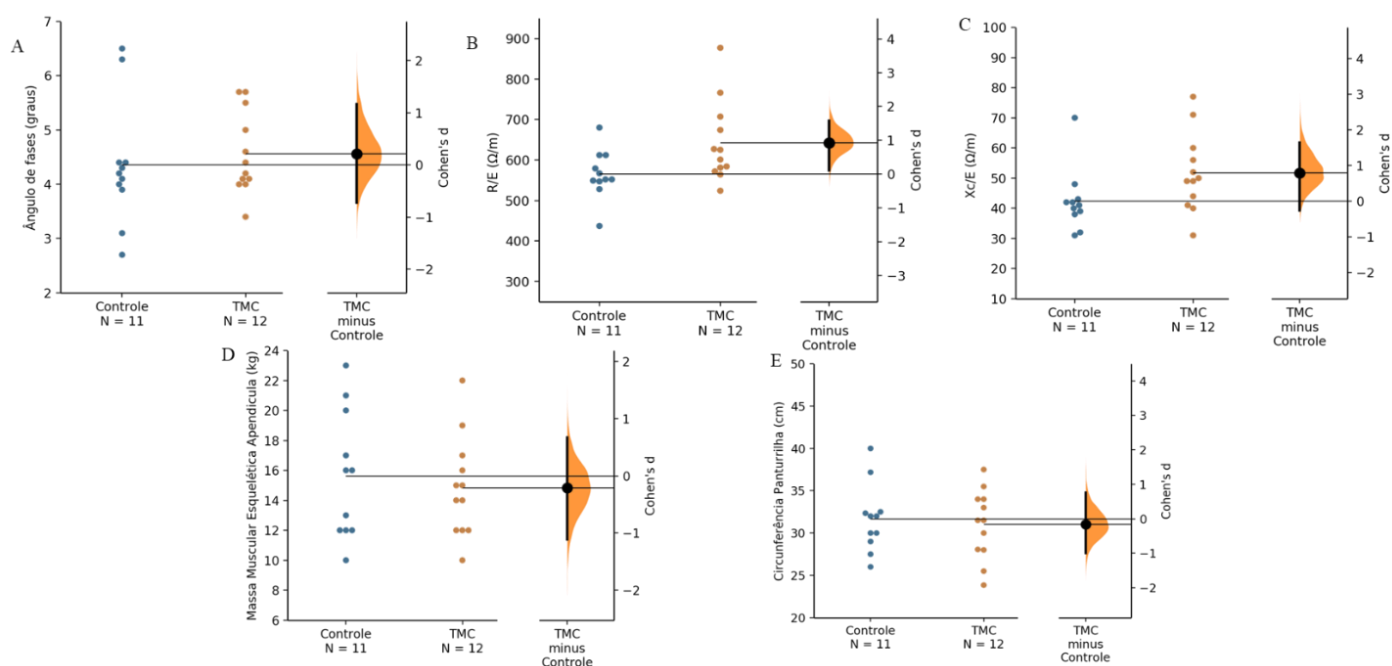 A
Ângulo de fases (graus)
7
6
5
4
3
2
2
1
0
−1
−2
Cohen's d
Controle
N = 11
TMC
N = 12
TMC
minus
Controle
B
R/E (Ω/m)
900
800
700
600
500
400
300
4
3
2
1
0
−1
−2
−3
Cohen's d
Controle
N = 11
TMC
N = 12
TMC
minus
Controle
C
Xc/E (Ω/m)
100
90
80
70
60
50
40
30
20
10
4
3
2
1
0
−1
−2
Cohen's d
Controle
N = 11
TMC
N = 12
TMC
minus
Controle
D
Massa Muscular Esquelética Apendicula (kg)
24
22
20
18
16
14
12
10
8
6
2
1
0
−1
−2
Cohen's d
Controle
N = 11
TMC
N = 12
TMC
minus
Controle
E
Circunferência Panturrilha (cm)
50
45
40
35
30
25
20
4
3
2
1
0
−1
−2
Cohen's d
Controle
N = 11
TMC
N = 12
TMC
minus
Controle